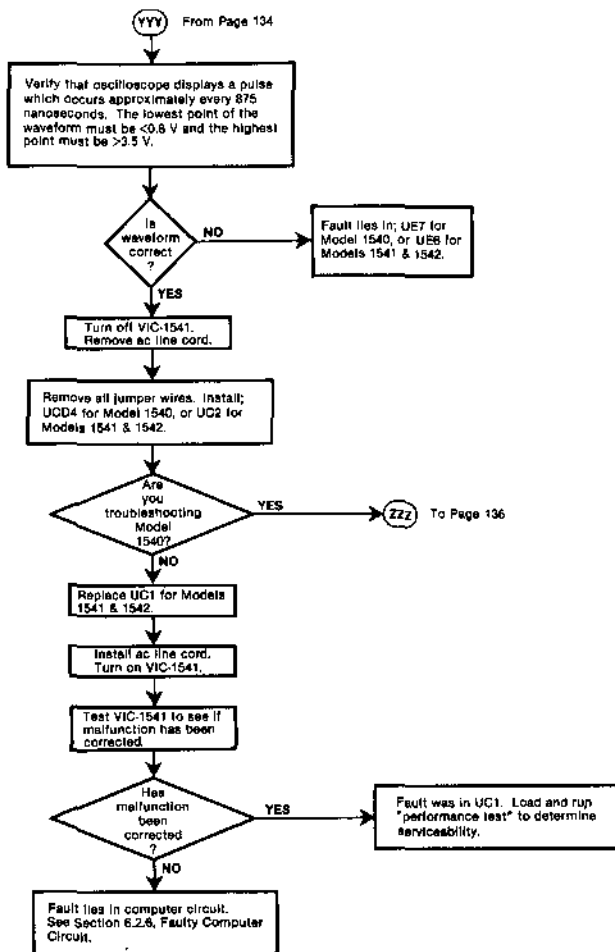 YYY From Page 134
Verify that oscilloscope displays a pulse
which occurs approximately every 875
nanoseconds. The lowest point of the
waveform must be <0.8 V and the highest
point must be >3.5 V.
Is
waveform
correct
?
NO
Fault lies in; UE7 for
Model 1540, or UE6 for
Models 1541 & 1542.
YES
Turn off VIC-1541.
Remove ac line cord.
Remove all jumper wires. Install;
UCD4 for Model 1540, or UC2 for
Models 1541 & 1542.
Are
you
troubleshooting
Model
1540?
YES
ZZZ To Page 136
NO
Replace UC1 for Models
1541 & 1542.
Install ac line cord.
Turn on VIC-1541.
Test VIC-1541 to see if
malfunction has been
corrected.
Has
malfunction
been
corrected
?
YES
Fault was in UC1. Load and run
"performance test" to determine
serviceability.
NO
Fault lies in computer circuit.
See Section 6.2.6, Faulty Computer
Circuit.